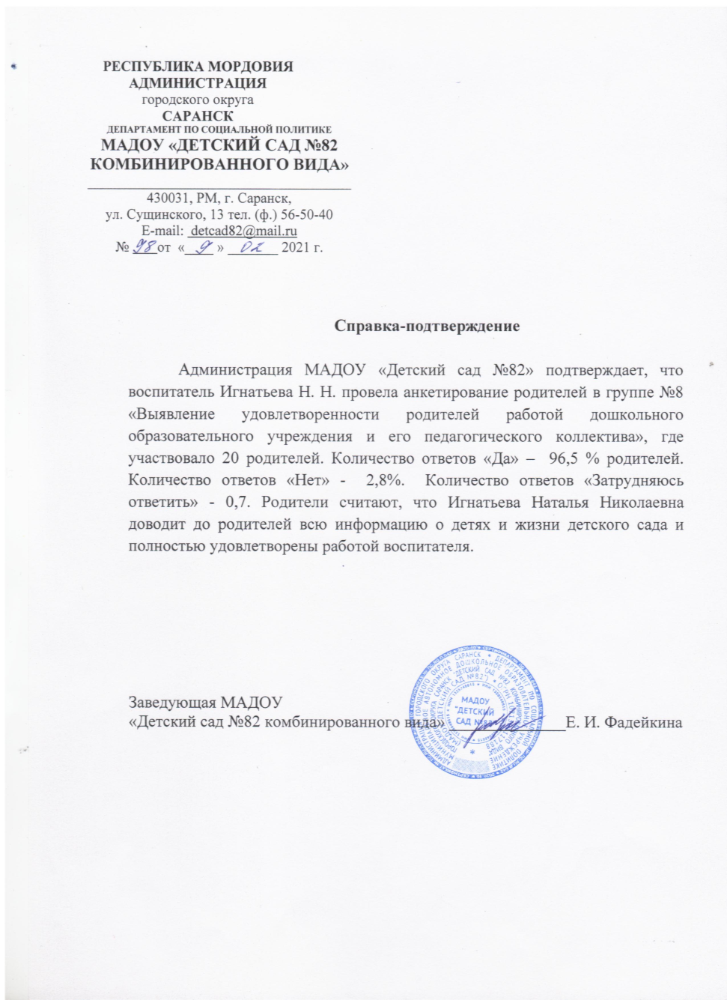 РЕСПУБЛИКА МОРДОВИЯ
АДМИНИСТРАЦИЯ
городского округа
САРАНСК
ДЕПАРТАМЕНТ ПО СОЦИАЛЬНОЙ ПОЛИТИКЕ
МАДОУ «ДЕТСКИЙ САД №82
КОМБИНИРОВАННОГО ВИДА»
430031, РМ, г. Саранск,
ул. Сущинского, 13 тел. (ф.) 56-50-40
E-mail: detcad82@mail.ru
№ 98 от « 9 » 02 2021 г.
Справка-подтверждение
Администрация МАДОУ «Детский сад №82» подтверждает, что
воспитатель Игнатьева Н. Н. провела анкетирование родителей в группе №8
«Выявление удовлетворенности родителей работой дошкольного
образовательного учреждения и его педагогического коллектива», где
участвовало 20 родителей. Количество ответов «Да» – 96,5 % родителей.
Количество ответов «Нет» - 2,8%. Количество ответов «Затрудняюсь
ответить» - 0,7. Родители считают, что Игнатьева Наталья Николаевна
доводит до родителей всю информацию о детях и жизни детского сада и
полностью удовлетворены работой воспитателя.
Заведующая МАДОУ
«Детский сад №82 комбинированного вида» Е. И. Фадейкина
МАДОУ
"ДЕТСКИЙ
САД №82"